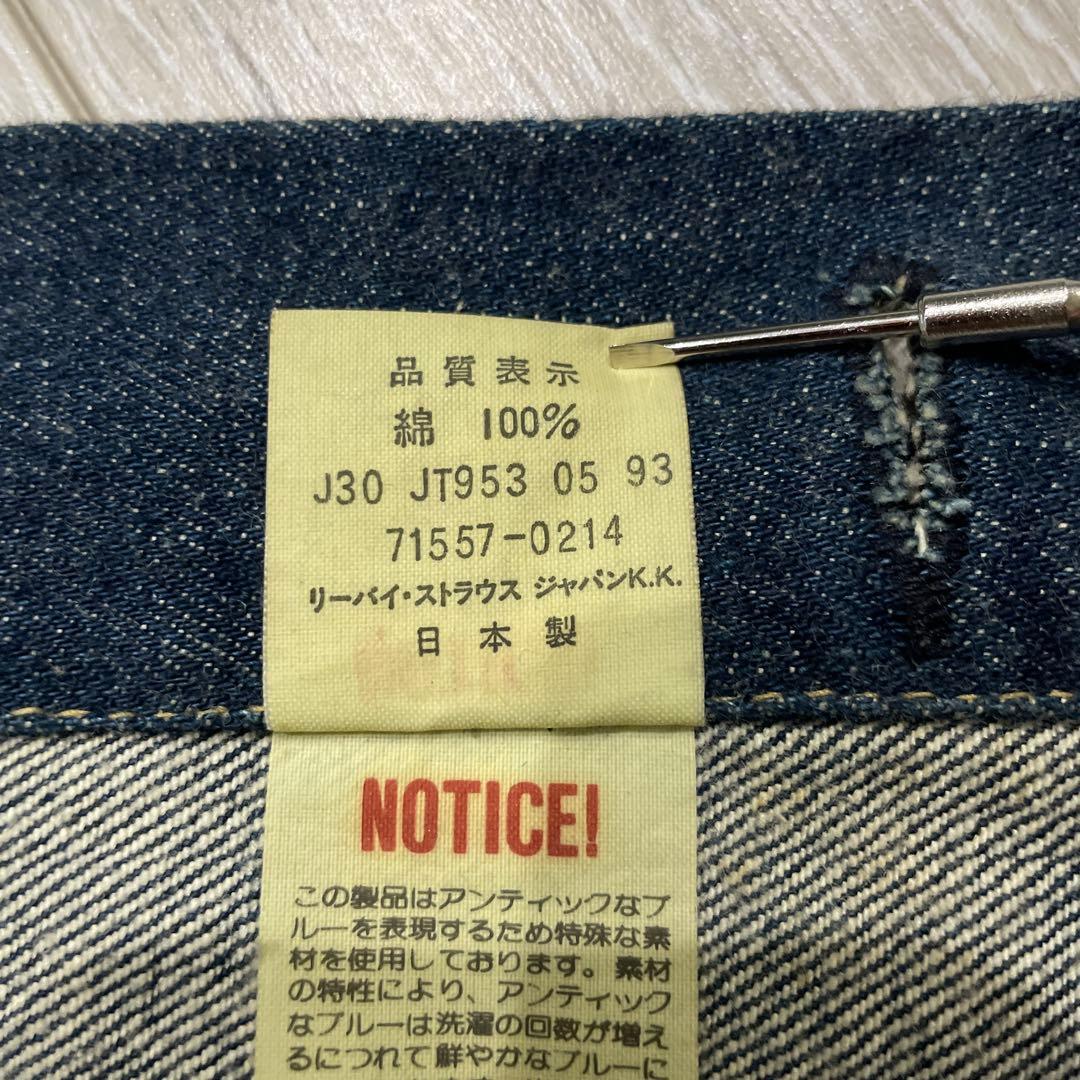 品質表示
綿 100%
J30 JT953 05 93
71557-0214
リーバイ・ストラウス ジャパンK.K.
日本製
NOTICE!
この製品はアンティックなブ
ルーを表現するため特殊な素
材を使用しております。素材
の特性により、アンティック
なブルーは洗濯の回数が増え
るにつれて鮮やかなブルーに